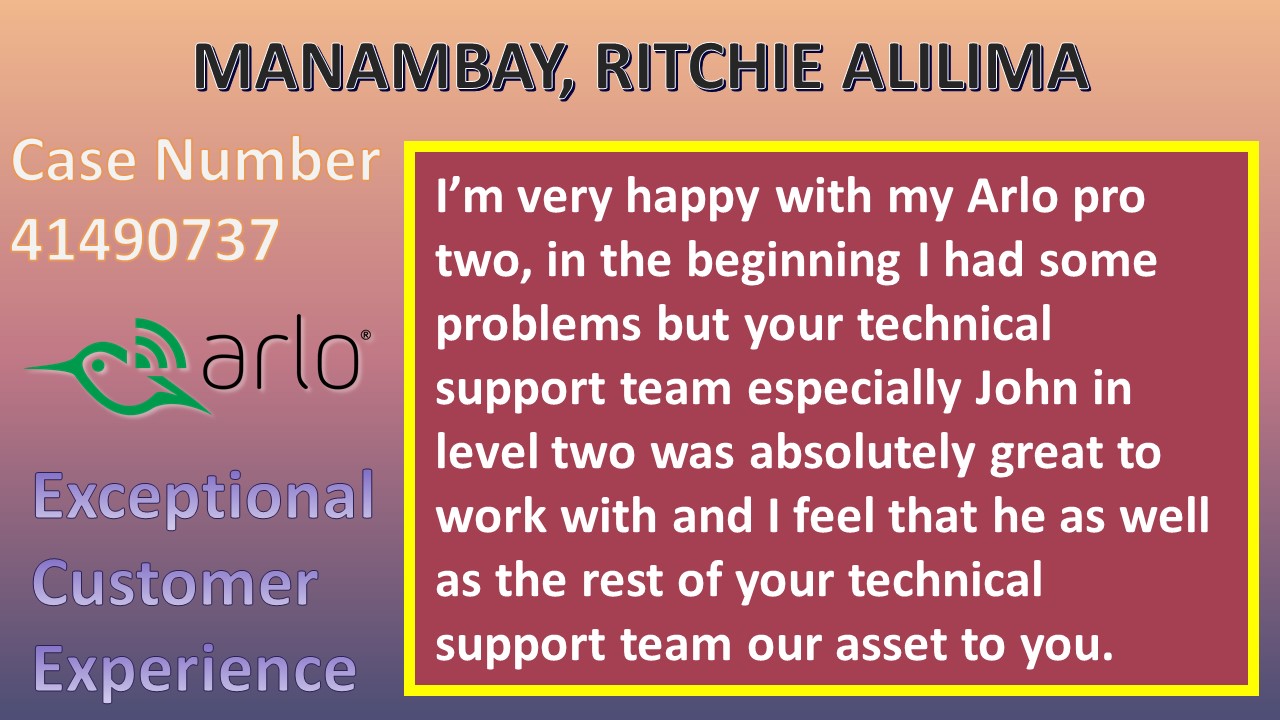 MANAMBAY, RITCHIE ALILIMA
Case Number
41490737
arlo®
Exceptional
Customer
Experience
I’m very happy with my Arlo pro
two, in the beginning I had some
problems but your technical
support team especially John in
level two was absolutely great to
work with and I feel that he as well
as the rest of your technical
support team our asset to you.